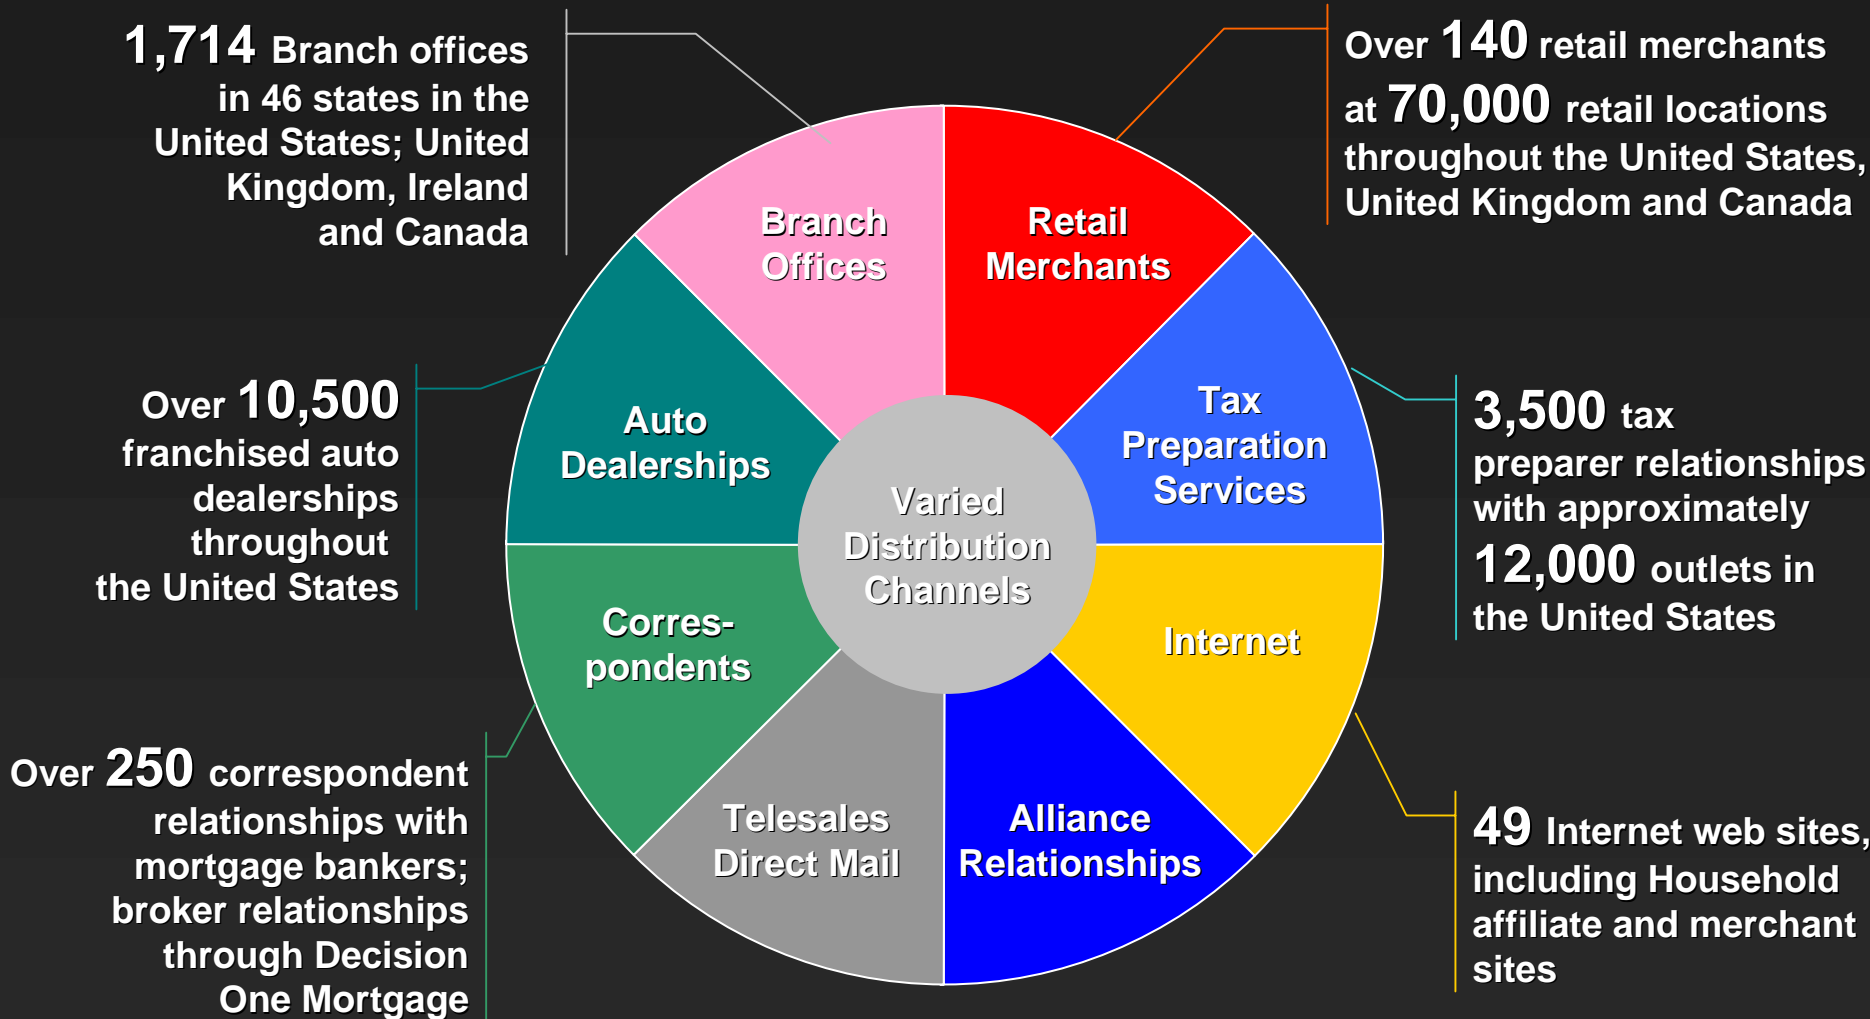 1,714 Branch offices
in 46 states in the
United States; United
Kingdom, Ireland
and Canada
Over 140 retail merchants
at 70,000 retail locations
throughout the United States,
United Kingdom and Canada
Branch
Offices
Retail
Merchants
Over 10,500
franchised auto
dealerships
throughout
the United States
Auto
Dealerships
Tax
Preparation
Services
3,500 tax
preparer relationships
with approximately
12,000 outlets in
the United States
Varied
Distribution
Channels
Corres-
pondents
Internet
Over 250 correspondent
relationships with
mortgage bankers;
broker relationships
through Decision
One Mortgage
Telesales
Direct Mail
Alliance
Relationships
49 Internet web sites,
including Household
affiliate and merchant
sites